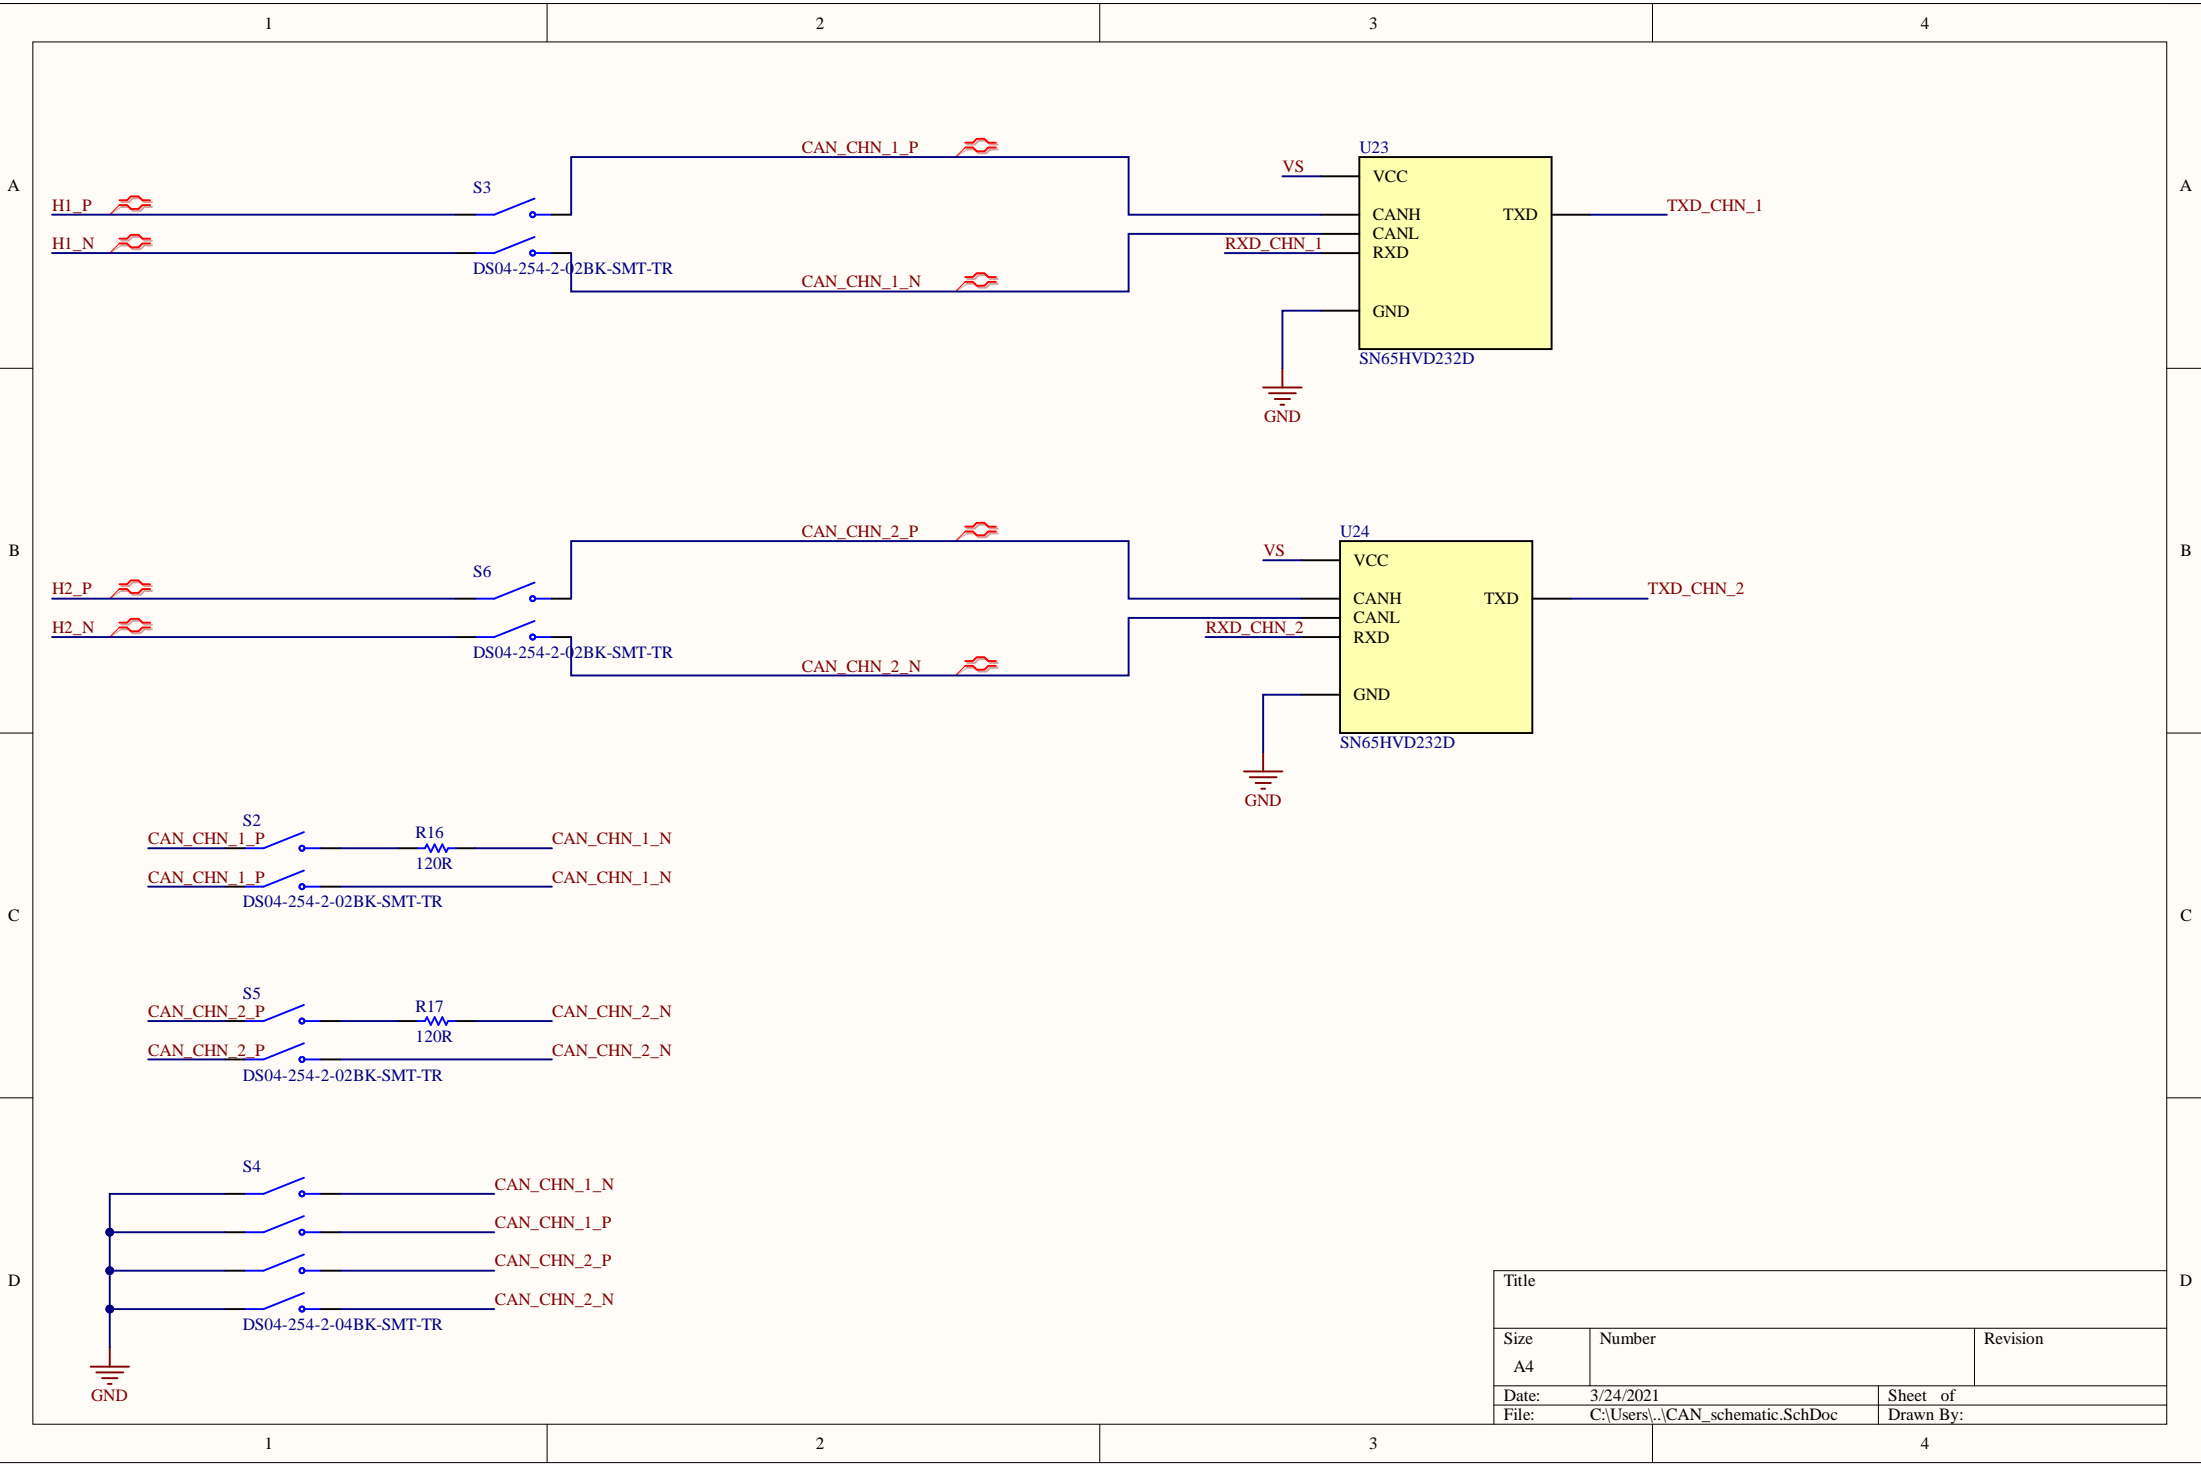 1 2 3 4
A A
CAN_CHN_1_P
U23
VS
VCC
S3
H1_P
CANH TXD
TXD_CHN_1
CANL
H1_N
RXD_CHN_1
RXD
DS04-254-2-02BK-SMT-TR
CAN_CHN_1_N
GND
SN65HVD232D
GND
B B
CAN_CHN_2_P
U24
VS
VCC
S6
H2_P
CANH TXD
TXD_CHN_2
CANL
H2_N
RXD_CHN_2
RXD
DS04-254-2-02BK-SMT-TR
CAN_CHN_2_N
GND
SN65HVD232D
GND
C C
S2
CAN_CHN_1_P
R16
120R
CAN_CHN_1_N
CAN_CHN_1_P
CAN_CHN_1_N
DS04-254-2-02BK-SMT-TR
S5
CAN_CHN_2_P
R17
120R
CAN_CHN_2_N
CAN_CHN_2_P
CAN_CHN_2_N
DS04-254-2-02BK-SMT-TR
D D
S4
CAN_CHN_1_N
CAN_CHN_1_P
CAN_CHN_2_P
CAN_CHN_2_N
DS04-254-2-04BK-SMT-TR
GND
Title
Size Number Revision
A4
Date: 3/24/2021 Sheet of
File: C:\Users\..\CAN_schematic.SchDoc Drawn By:
1 2 3 4